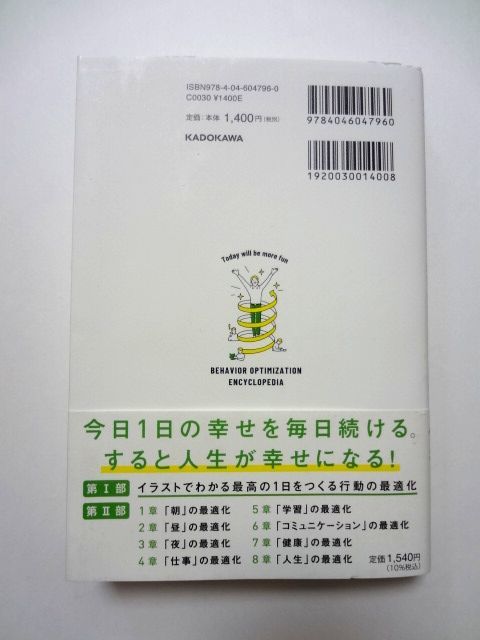 ISBN978-4-04-604796-0
C0030 ¥1400E
定価:本体 1,400円(税別)
KADOKAWA
9784046047960
1920030014008
Today will be more fun
BEHAVIOR OPTIMIZATION
ENCYCLOPEDIA
今日1日の幸せを毎日続ける。
すると人生が幸せになる!
第Ⅰ部 イラストでわかる最高の1日をつくる行動の最適化
第Ⅱ部
1章「朝」の最適化
2章「昼」の最適化
3章「夜」の最適化
4章「仕事」の最適化
5章「学習」の最適化
6章「コミュニケーション」の最適化
7章「健康」の最適化
8章「人生」の最適化
定価1,540円
(10%税込)